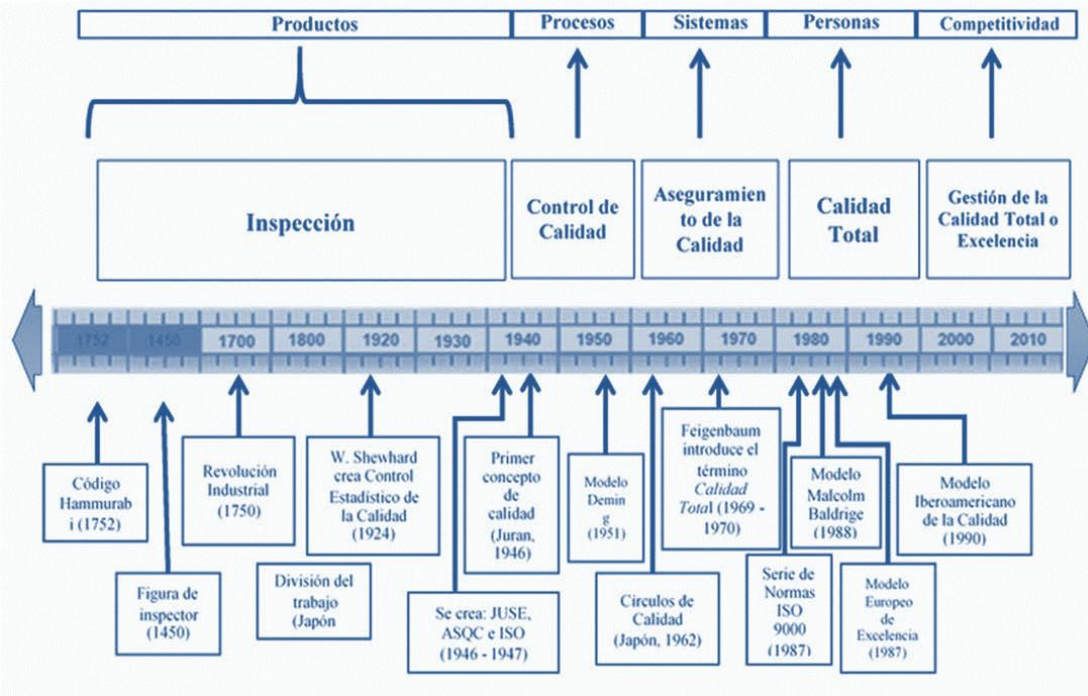 Productos
Procesos
Sistemas
Personas
Competitividad
Inspección
Control de
Calidad
Aseguramien
to de la
Calidad
Calidad
Total
Gestión de la
Calidad Total o
Excelencia
1752
1450
1700
1800
1920
1930
1940
1950
1960
1970
1980
1990
2000
2010
Código
Hammurab
i (1752)
Figura de
inspector
(1450)
Revolución
Industrial
(1750)
División del
trabajo
(Japón
W. Shewhard
crea Control
Estadístico de
la Calidad
(1924)
Se crea: JUSE,
ASQC e ISO
(1946 - 1947)
Primer
concepto
de
calidad
(Juran,
1946)
Modelo
Demin
g
(1951)
Círculos de
Calidad
(Japón, 1962)
Feigenbaum
introduce el
término
Calidad
Total (1969 -
1970)
Serie de
Normas
ISO
9000
(1987)
Modelo
Malcolm
Baldrige
(1988)
Modelo
Europeo
de
Excelencia
(1987)
Modelo
Iberoamericano
de la Calidad
(1990)